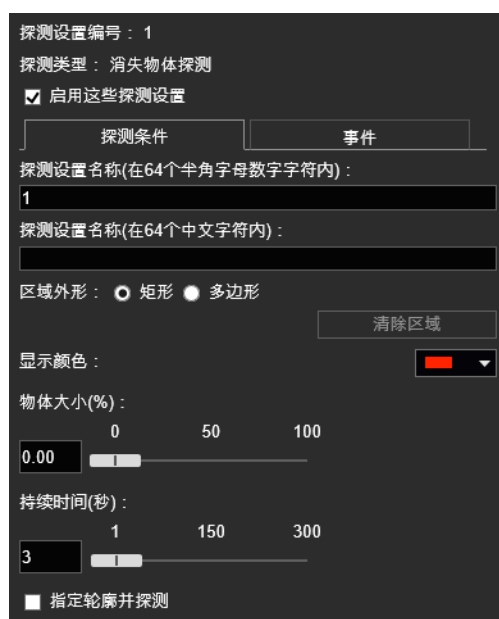 探测设置编号： 1
探测类型： 消失物体探测
启用这些探测设置
探测条件 事件
探测设置名称(在64个半角字母数字字符内)：
1
探测设置名称(在64个中文字符内)：
区域外形： 矩形 多边形
清除区域
显示颜色：
物体大小(%)：
0 50 100
0.00
持续时间(秒)：
1 150 300
3
指定轮廓并探测